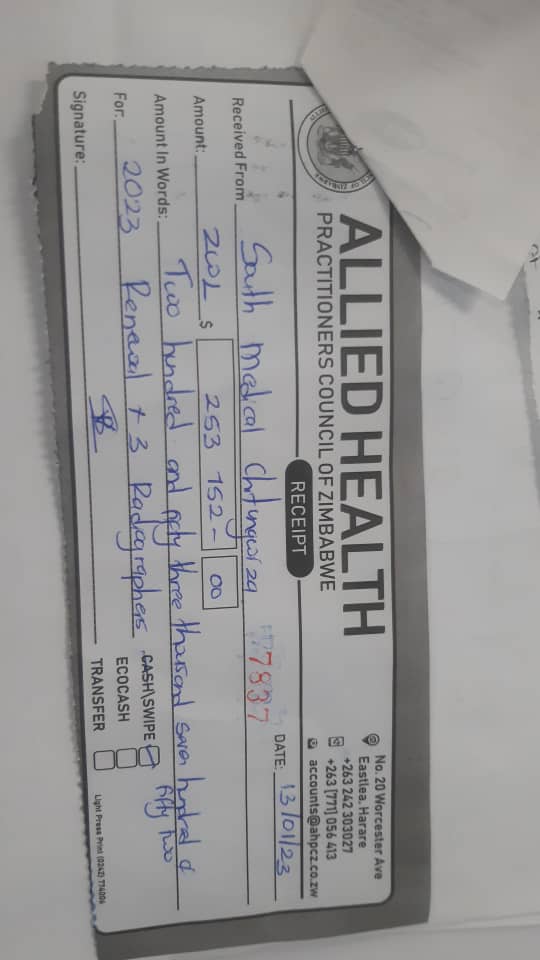 ALLIED HEALTH
PRACTITIONERS COUNCIL OF ZIMBABWE
No. 20 Worcester Ave
Eastlea, Harare
+263 242 303027
+263 [771] 056 413
accounts@ahpcz.co.zw
RECEIPT
7837
DATE: 13/01/23
Received From South Medical Chitungwiza
Amount: ZWL $ 253 752- 00
Amount In Words: Two hundred and fifty three thousand seven hundred & fifty two
For: 2023 Renewal + 3 Radiographers
CASH\SWIPE
ECOCASH
TRANSFER
Signature:
Light Press Print (0242) 774004